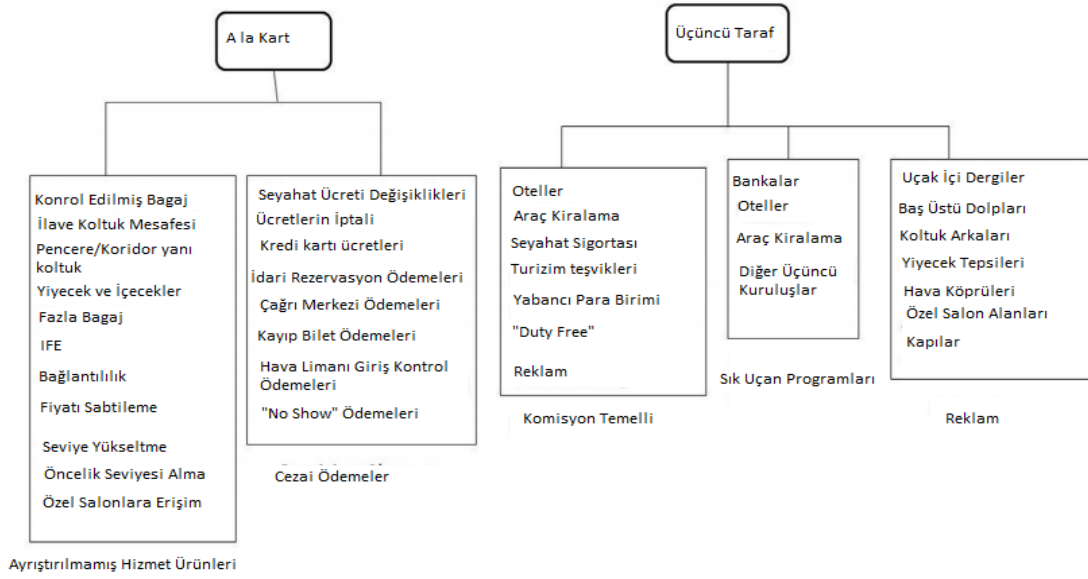 A la Kart
Üçüncü Taraf
Konrol Edilmiş Bagaj
İlave Koltuk Mesafesi
Pencere/Koridor yanı
koltuk
Yiyecek ve İçecekler
Fazla Bagaj
IFE
Bağlantılılık
Fiyatı Sabtileme
Seviye Yükseltme
Öncelik Seviyesi Alma
Özel Salonlara Erişim
Ayrıştırılmamış Hizmet Ürünleri
Seyahat Ücreti Değişiklikleri
Ücretlerin İptali
Kredi kartı ücretleri
İdari Rezervasyon Ödemeleri
Çağrı Merkezi Ödemeleri
Kayıp Bilet Ödemeleri
Hava Limanı Giriş Kontrol
Ödemeleri
"No Show" Ödemeleri
Cezai Ödemeler
Oteller
Araç Kiralama
Seyahat Sigortası
Turizim teşvikleri
Yabancı Para Birimi
"Duty Free"
Reklam
Komisyon Temelli
Bankalar
Oteller
Araç Kiralama
Diğer Üçüncü
Kuruluşlar
Sık Uçan Programları
Uçak İçi Dergiler
Baş Üstü Dolpları
Koltuk Arkaları
Yiyecek Tepsileri
Hava Köprüleri
Özel Salon Alanları
Kapılar
Reklam